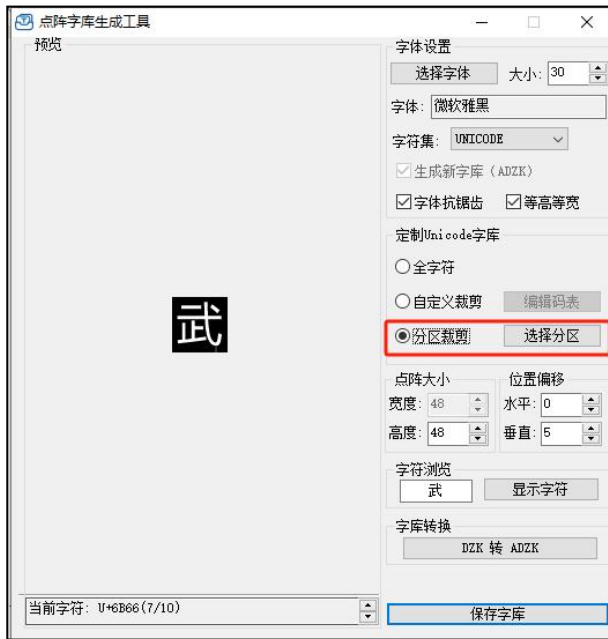 点阵字库生成工具
预览
武
当前字符: U+6B66(7/10)
字体设置
选择字体 大小: 30
字体: 微软雅黑
字符集: UNICODE
生成新字库 (ADZK)
字体抗锯齿 等高等宽
定制Unicode字库
全字符
自定义裁剪 编辑码表
分区裁剪 选择分区
点阵大小 位置偏移
宽度: 48 水平: 0
高度: 48 垂直: 5
字符浏览
武 显示字符
字库转换
DZK 转 ADZK
保存字库